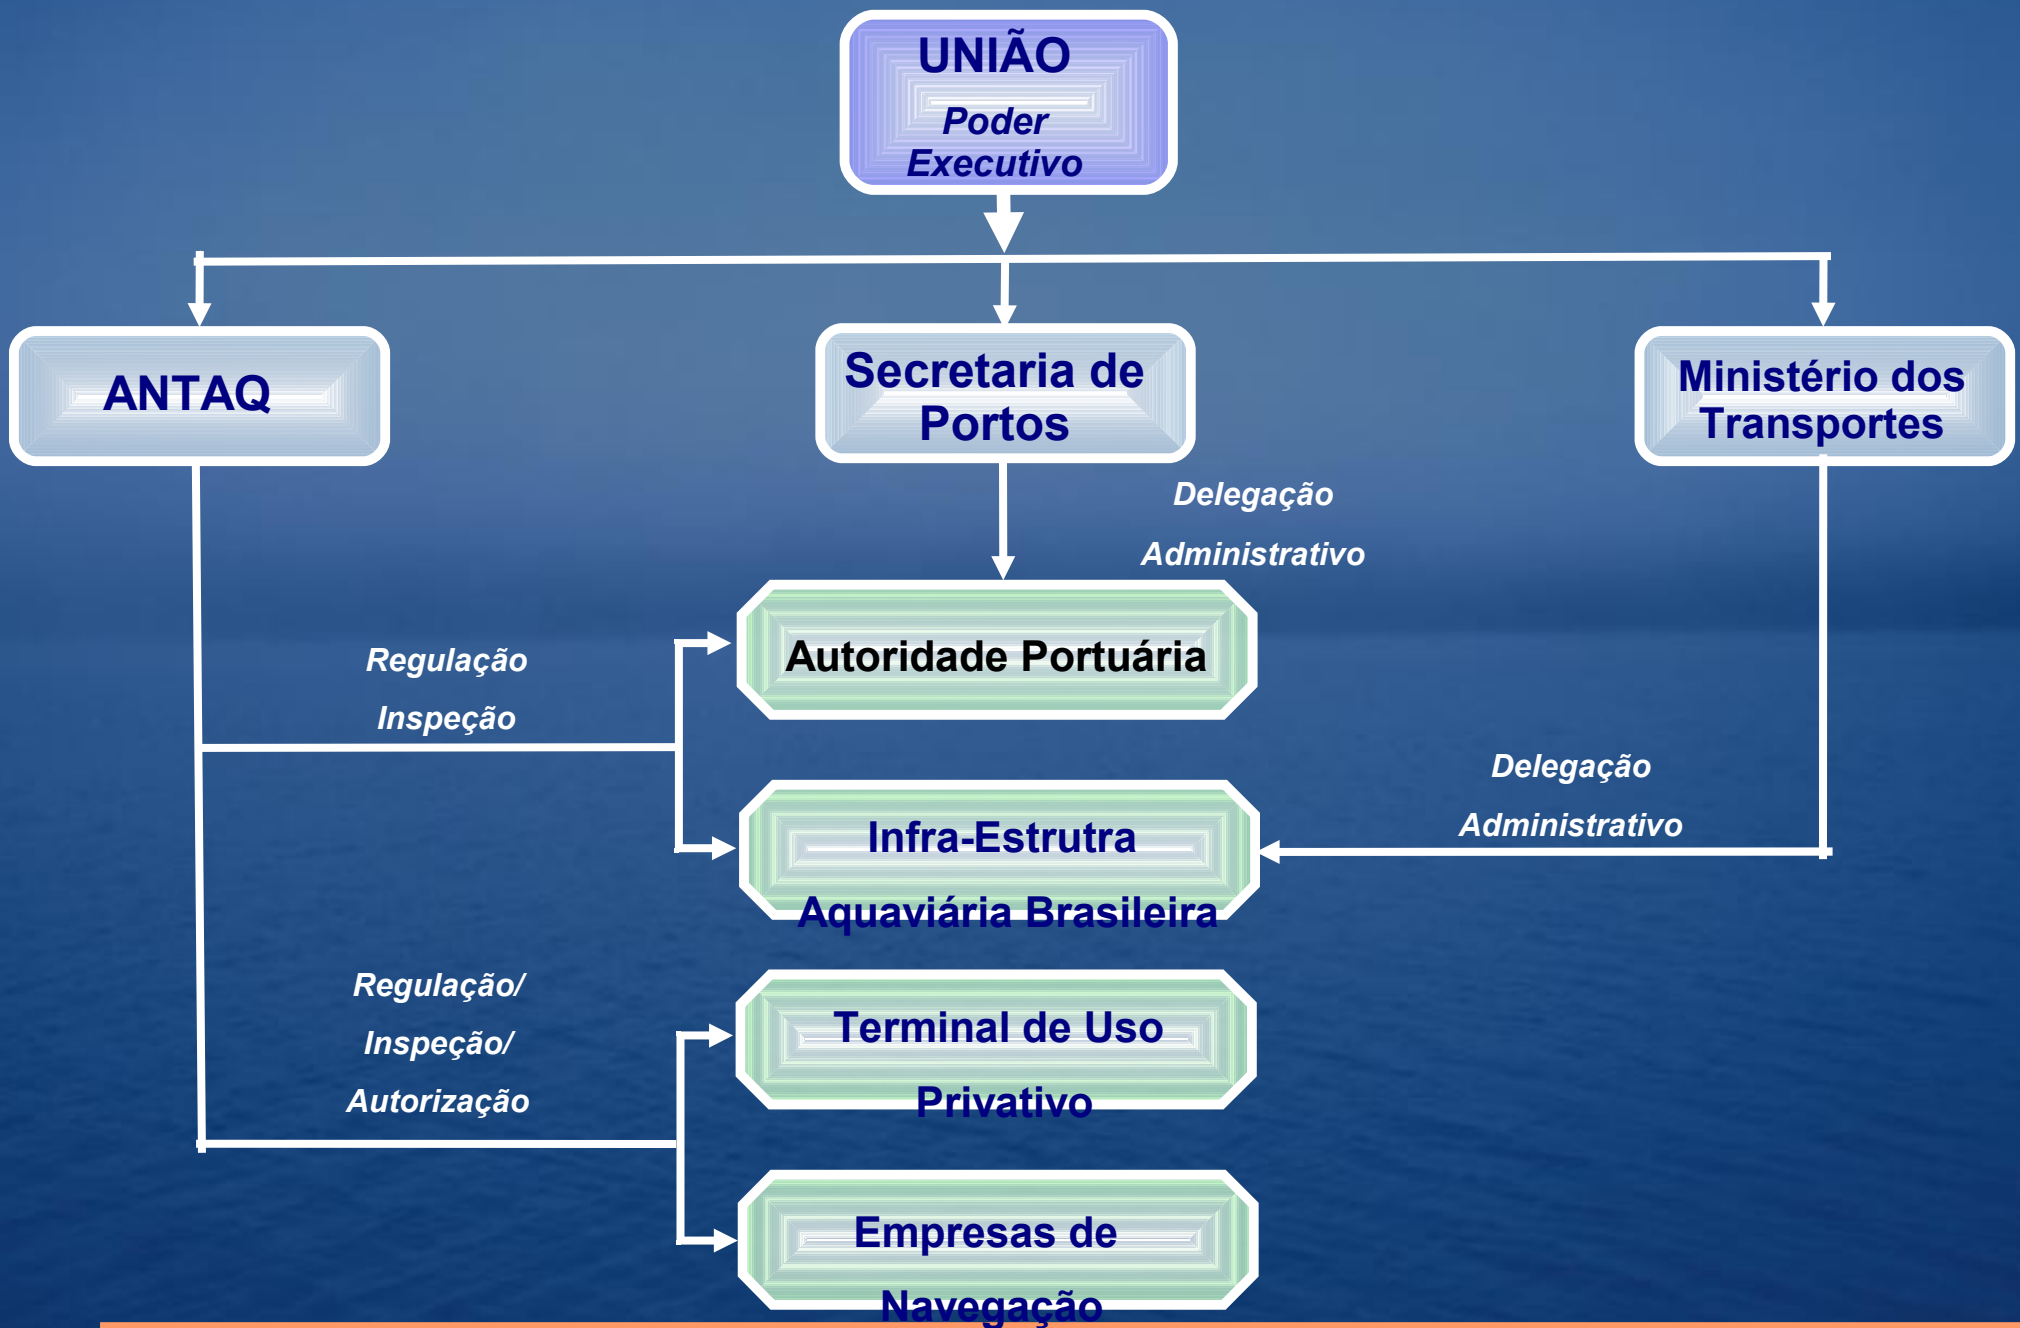 UNIÃO
Poder
Executivo
ANTAQ
Secretaria de
Portos
Ministério dos
Transportes
Delegação
Administrativo
Autoridade Portuária
Regulação
Inspeção
Delegação
Administrativo
Infra-Estrutra
Aquaviária Brasileira
Regulação/
Inspeção/
Autorização
Terminal de Uso
Privativo
Empresas de
Navegação